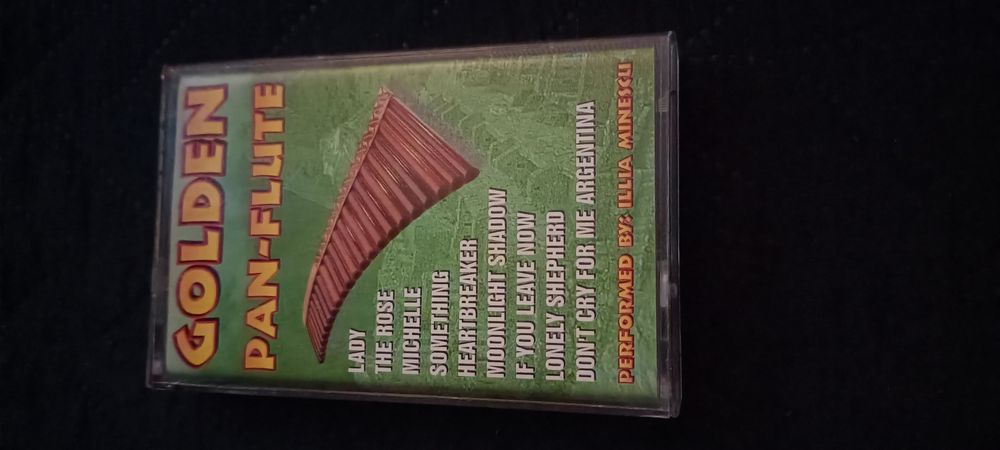 GOLDEN
PAN-FLUTE
LADY
THE ROSE
MICHELLE
SOMETHING
HEARTBREAKER
MOONLIGHT SHADOW
IF YOU LEAVE NOW
LONELY SHEPHERD
DON'T CRY FOR ME ARGENTINA
PERFORMED BY: ILLIA MINESCLI